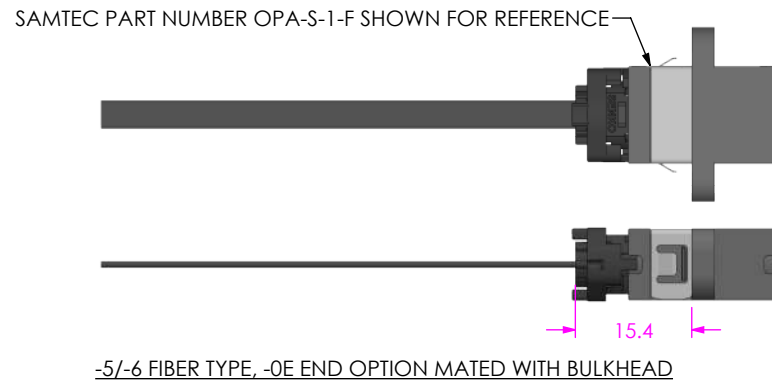 SAMTEC PART NUMBER OPA-S-1-F SHOWN FOR REFERENCE
15.4
-5/-6 FIBER TYPE, -0E END OPTION MATED WITH BULKHEAD